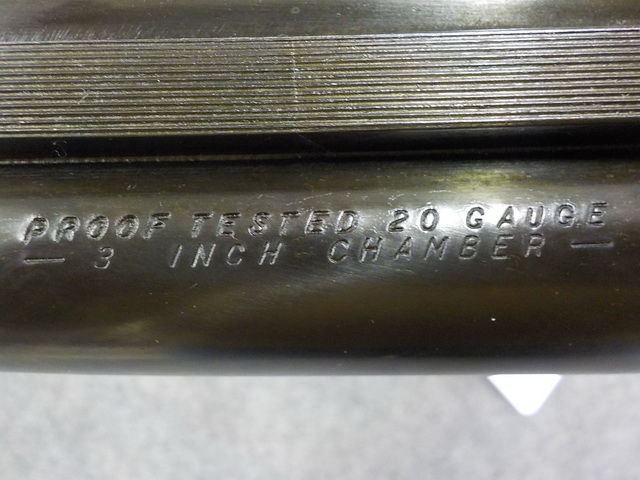 PROOF TESTED 20 GAUGE
— 3 INCH CHAMBER —